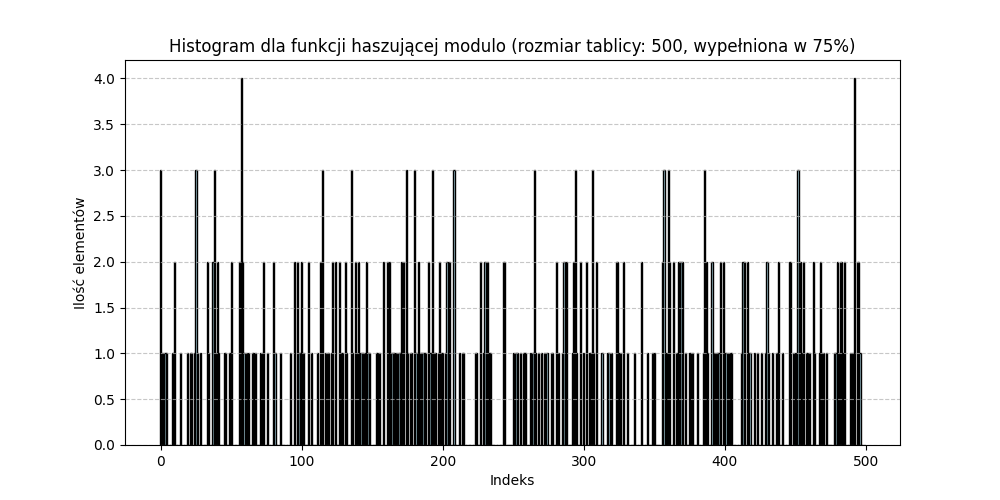 Histogram dla funkcji haszującej modulo (rozmiar tablicy: 500, wypełniona w 75%)
4.0
3.5
3.0
2.5
2.0
1.5
1.0
0.5
0.0
Ilość elementów
0 100 200 300 400 500
Indeks